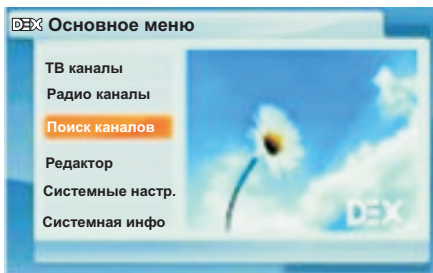 DEX Основное меню
ТВ каналы
Радио каналы
Поиск каналов
Редактор
Системные настр.
Системная инфо
DEX